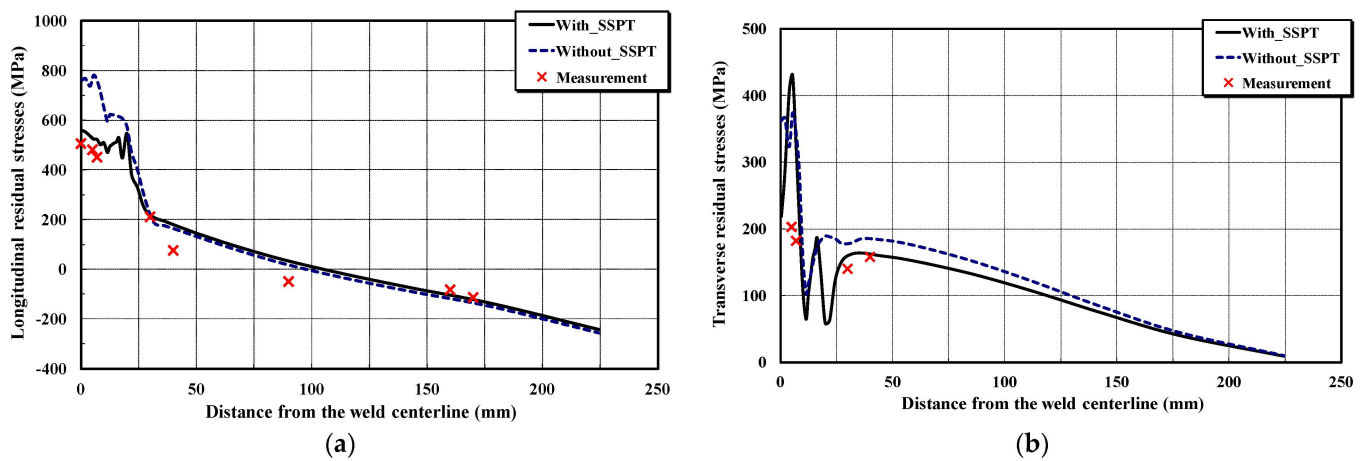 Longitudinal residual stresses (MPa)
1000
800
600
400
200
0
-200
-400
0
50
100
150
200
250
Distance from the weld centerline (mm)
With_SSPT
Without_SSPT
Measurement
(a)
Transverse residual stresses (MPa)
500
400
300
200
100
0
0
50
100
150
200
250
Distance from the weld centerline (mm)
With_SSPT
Without_SSPT
Measurement
(b)